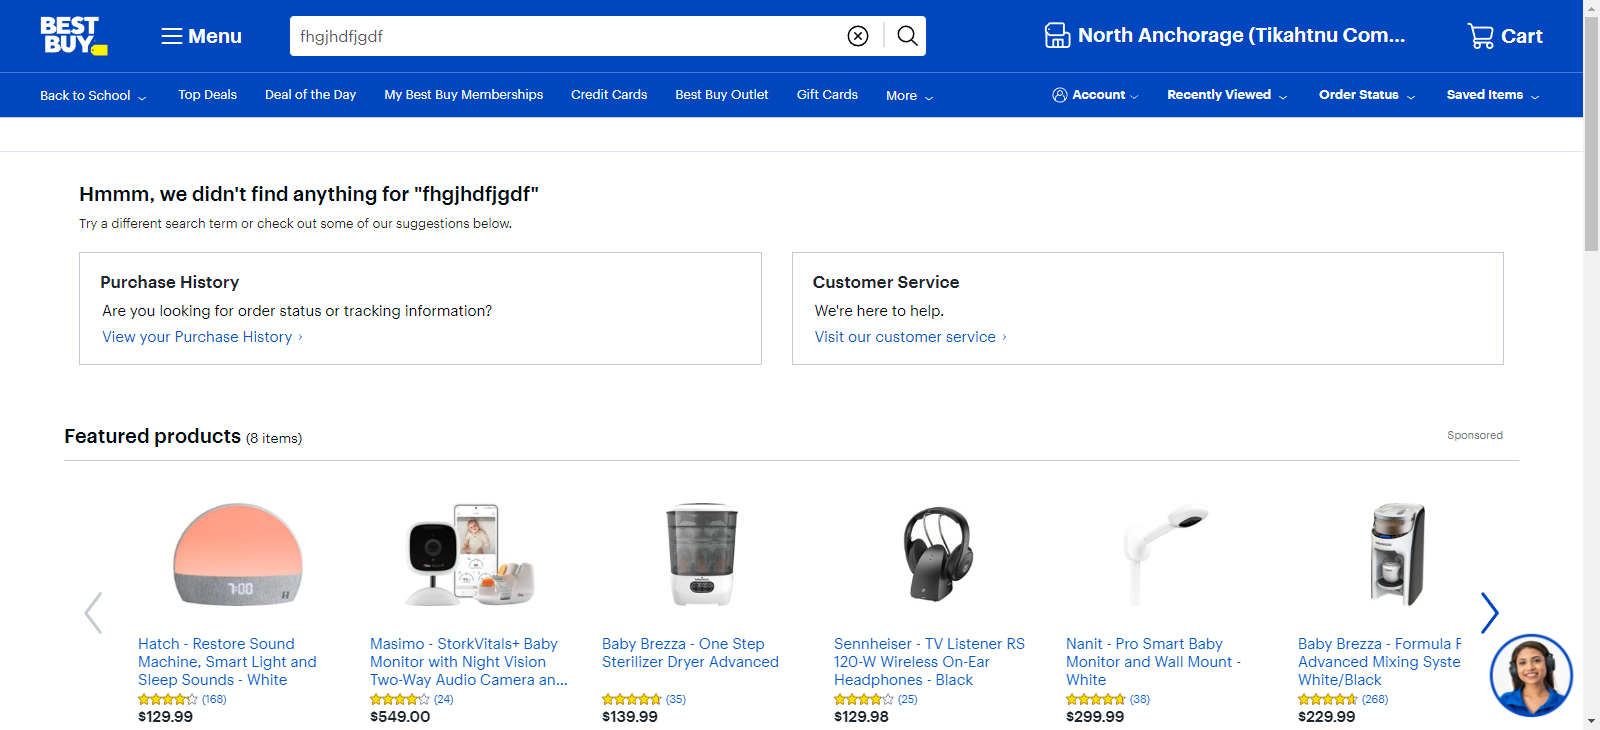 BEST BUY
Menu
fhgjhdfjgdf
North Anchorage (Tikahtnu Com...
Cart
Back to School
Top Deals
Deal of the Day
My Best Buy Memberships
Credit Cards
Best Buy Outlet
Gift Cards
More
Account
Recently Viewed
Order Status
Saved Items
Hmmm, we didn't find anything for "fhgjhdfjgdf"
Try a different search term or check out some of our suggestions below.
Purchase History
Are you looking for order status or tracking information?
View your Purchase History ›
Customer Service
We're here to help.
Visit our customer service ›
Featured products (8 items)
Sponsored
7:00
Hatch - Restore Sound
Machine, Smart Light and
Sleep Sounds - White
(168)
$129.99
Masimo - StorkVitals+ Baby
Monitor with Night Vision
Two-Way Audio Camera an...
(24)
$549.00
Baby Brezza - One Step
Sterilizer Dryer Advanced
(35)
$139.99
Sennheiser - TV Listener RS
120-W Wireless On-Ear
Headphones - Black
(25)
$129.98
Nanit - Pro Smart Baby
Monitor and Wall Mount -
White
(38)
$299.99
Baby Brezza - Formula F
Advanced Mixing Syste
White/Black
(268)
$229.99